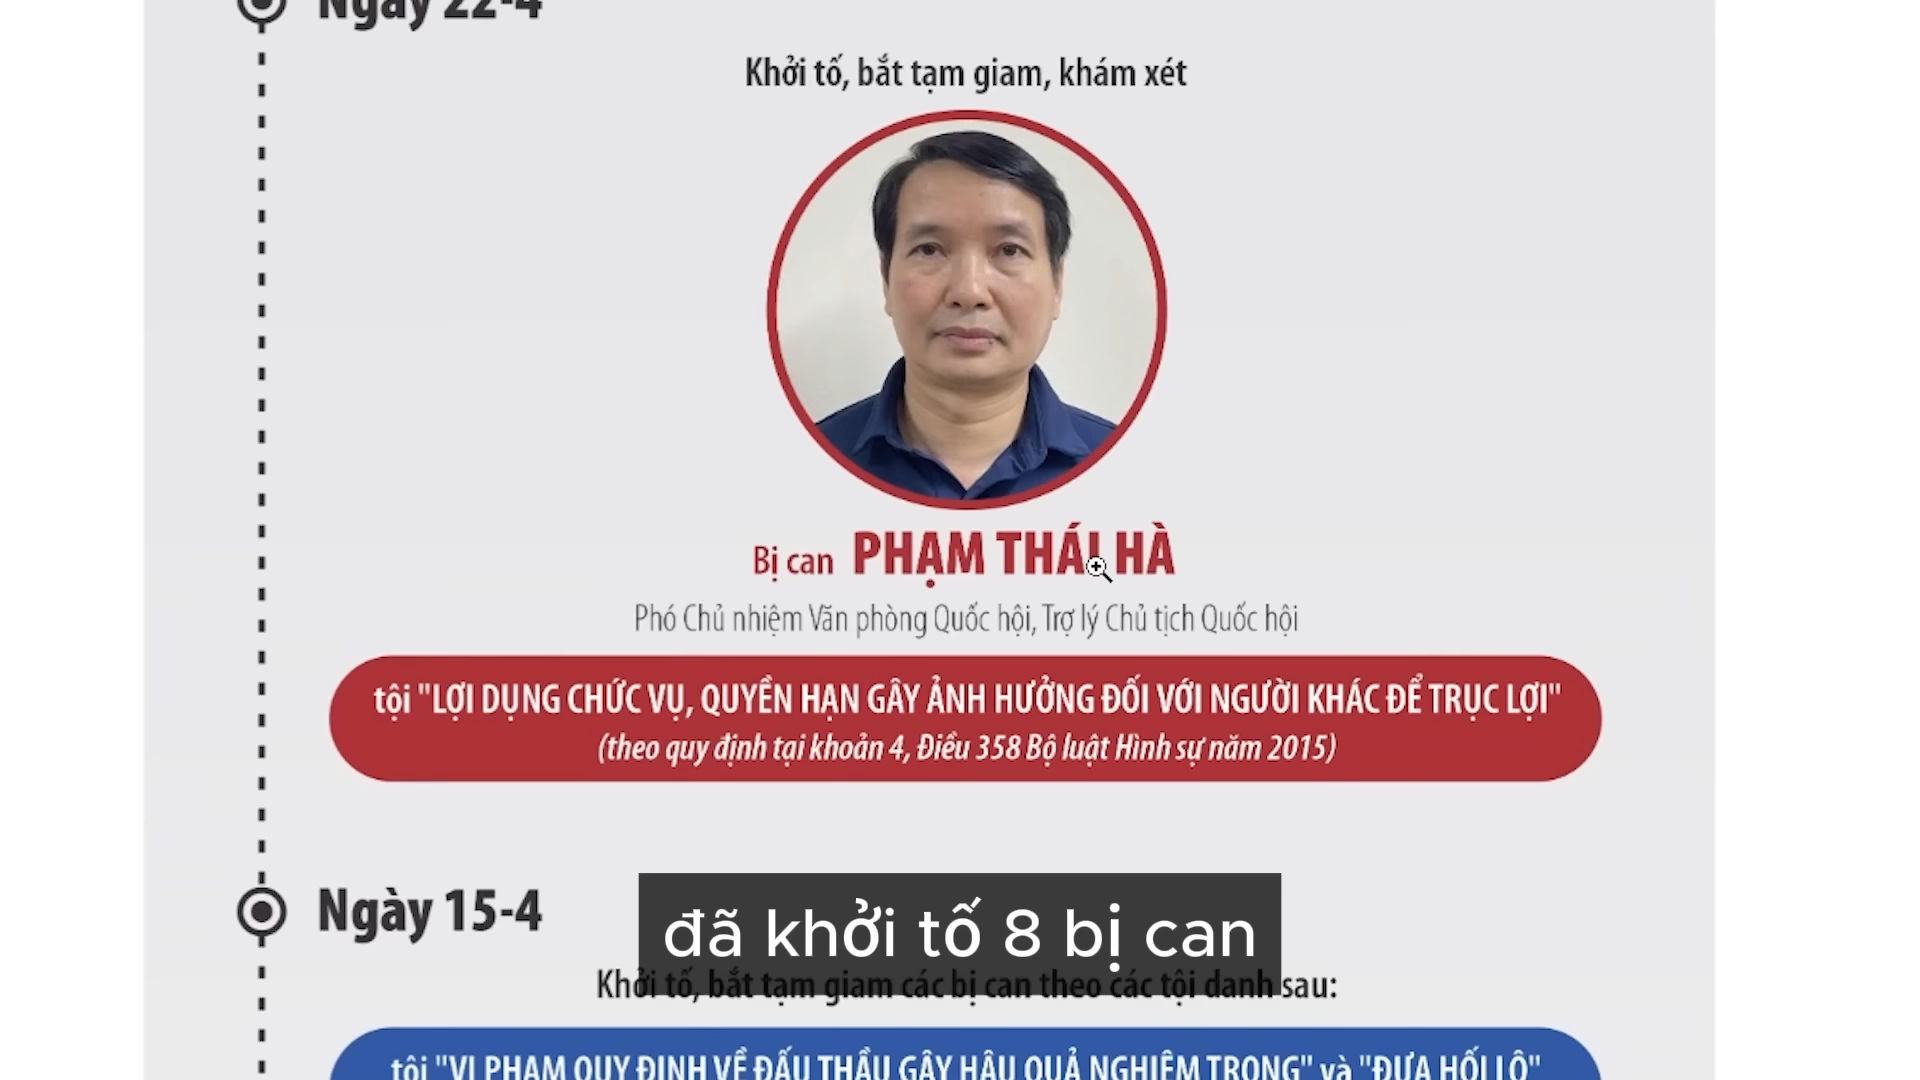 Ngày 22-4
Khởi tố, bắt tạm giam, khám xét
Bị can PHẠM THÁI HÀ
Phó Chủ nhiệm Văn phòng Quốc hội, Trợ lý Chủ tịch Quốc hội
tội "LỢI DỤNG CHỨC VỤ, QUYỀN HẠN GÂY ẢNH HƯỞNG ĐỐI VỚI NGƯỜI KHÁC ĐỂ TRỤC LỢI"
(theo quy định tại khoản 4, Điều 358 Bộ luật Hình sự năm 2015)
Ngày 15-4
đã khởi tố 8 bị can
Khởi tố, bắt tạm giam các bị can theo các tội danh sau:
tội "VI PHẠM QUY ĐỊNH VỀ ĐẤU THẦU GÂY HẬU QUẢ NGHIÊM TRỌNG" và "ĐƯA HỐI LỘ"